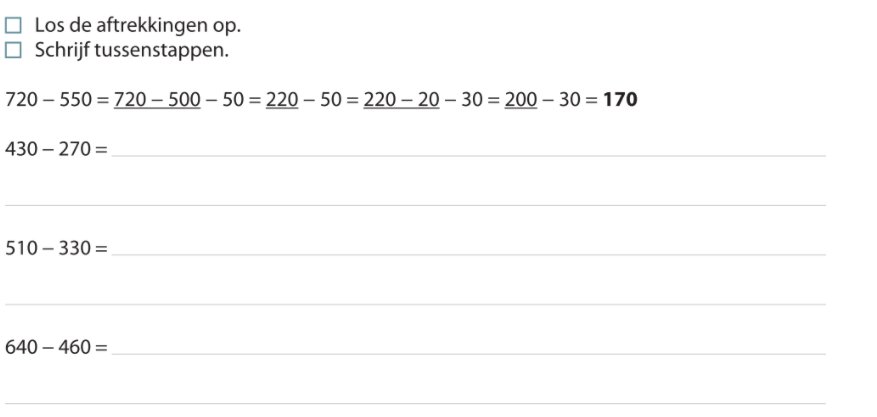 Los de aftrekkingen op.
Schrijf tussenstappen.
720 – 550 = 720 – 500 – 50 = 220 – 50 = 220 – 20 – 30 = 200 – 30 = 170
430 – 270 =
510 – 330 =
640 – 460 =